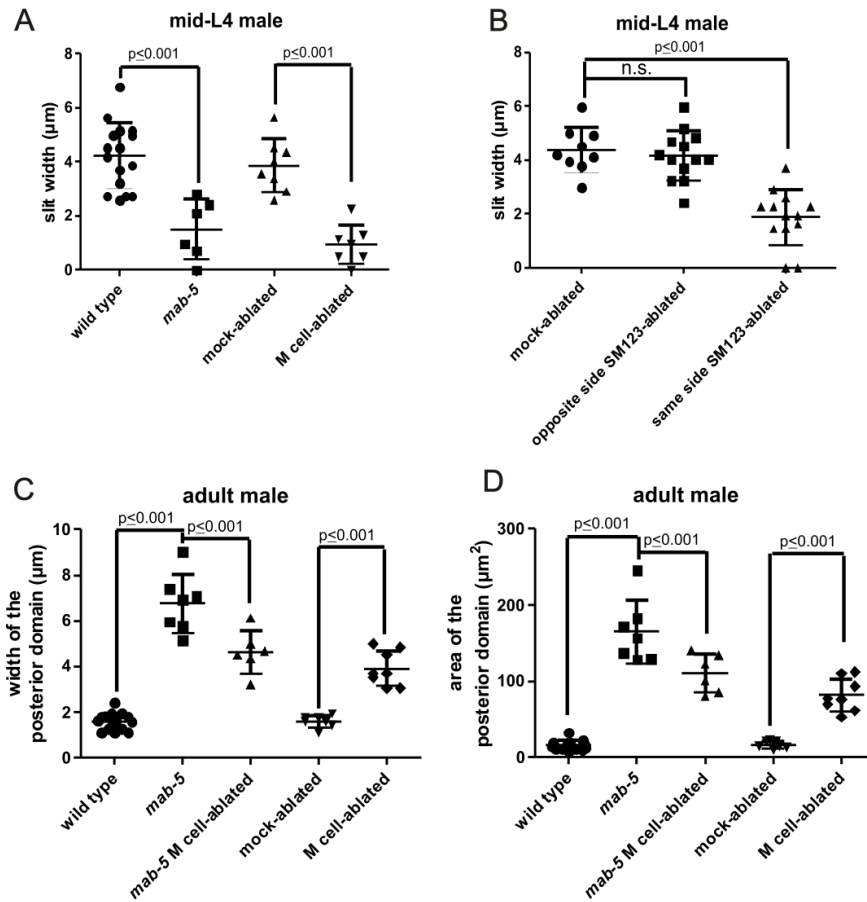 A
mid-L4 male
slit width (µm)
8
6
4
2
0
p≤0.001
p≤0.001
wild type
mab-5
mock-ablated
M cell-ablated
B
mid-L4 male
slit width (µm)
8
6
4
2
0
p≤0.001
n.s.
mock-ablated
opposite side SM123-ablated
same side SM123-ablated
C
adult male
width of the
posterior domain (µm)
10
8
6
4
2
0
p≤0.001
p≤0.001
p≤0.001
wild type
mab-5
mab-5 M cell-ablated
mock-ablated
M cell-ablated
D
adult male
area of the
posterior domain (µm²)
300
200
100
0
p≤0.001
p≤0.001
p≤0.001
wild type
mab-5
mab-5 M cell-ablated
mock-ablated
M cell-ablated